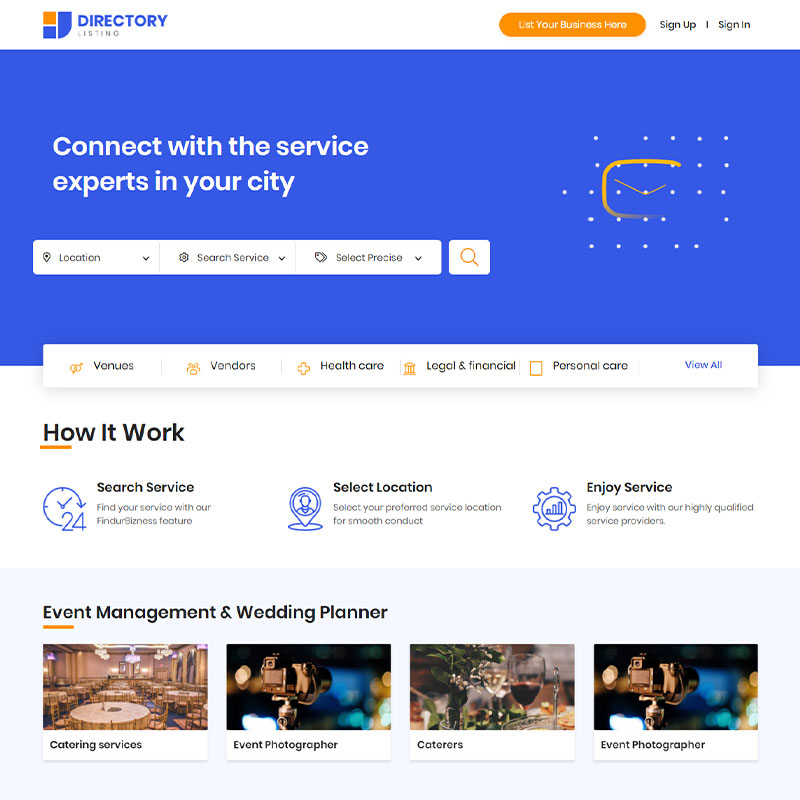 DIRECTORY
LISTING
List Your Business Here
Sign Up
Sign In
Connect with the service
experts in your city
Location
Search Service
Select Precise
Venues
Vendors
Health care
Legal & financial
Personal care
View All
How It Work
24
Search Service
Find your service with our
FindurBizness feature
Select Location
Select your preferred service location
for smooth conduct
Enjoy Service
Enjoy service with our highly qualified
service providers.
Event Management & Wedding Planner
Catering services
Event Photographer
Caterers
Event Photographer